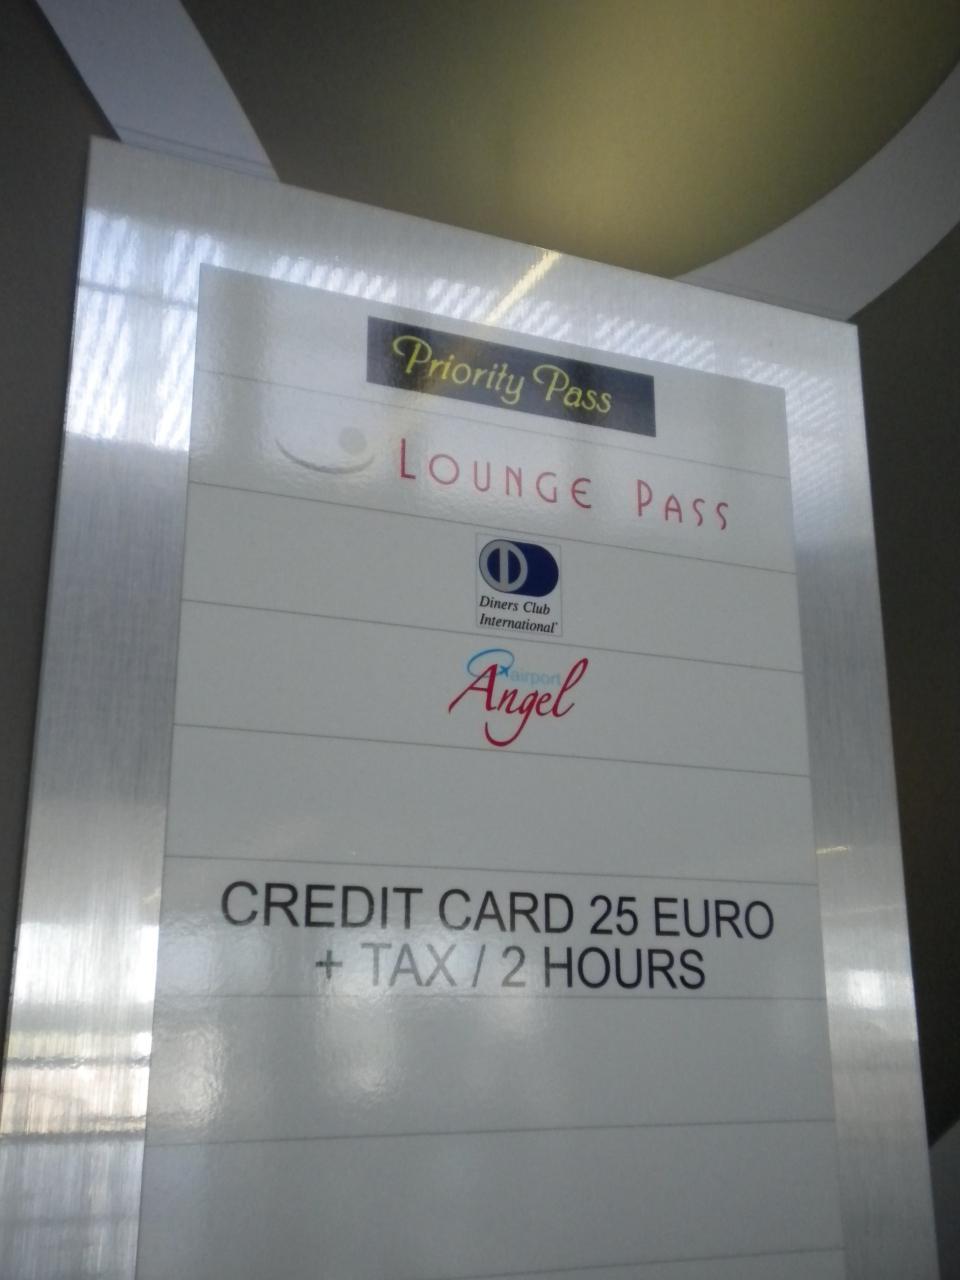 Priority Pass
LOUNGE PASS
Diners Club
International
airport
Angel
CREDIT CARD 25 EURO
+ TAX / 2 HOURS